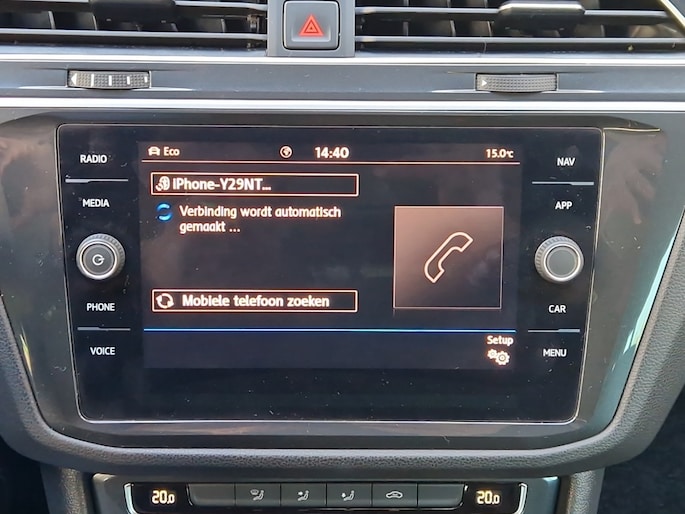 RADIO
MEDIA
PHONE
VOICE
Eco
14:40
15.0°C
iPhone-Y29NT...
Verbinding wordt automatisch
gemaakt ...
Mobiele telefoon zoeken
Setup
NAV
APP
CAR
MENU
20.0
20.0